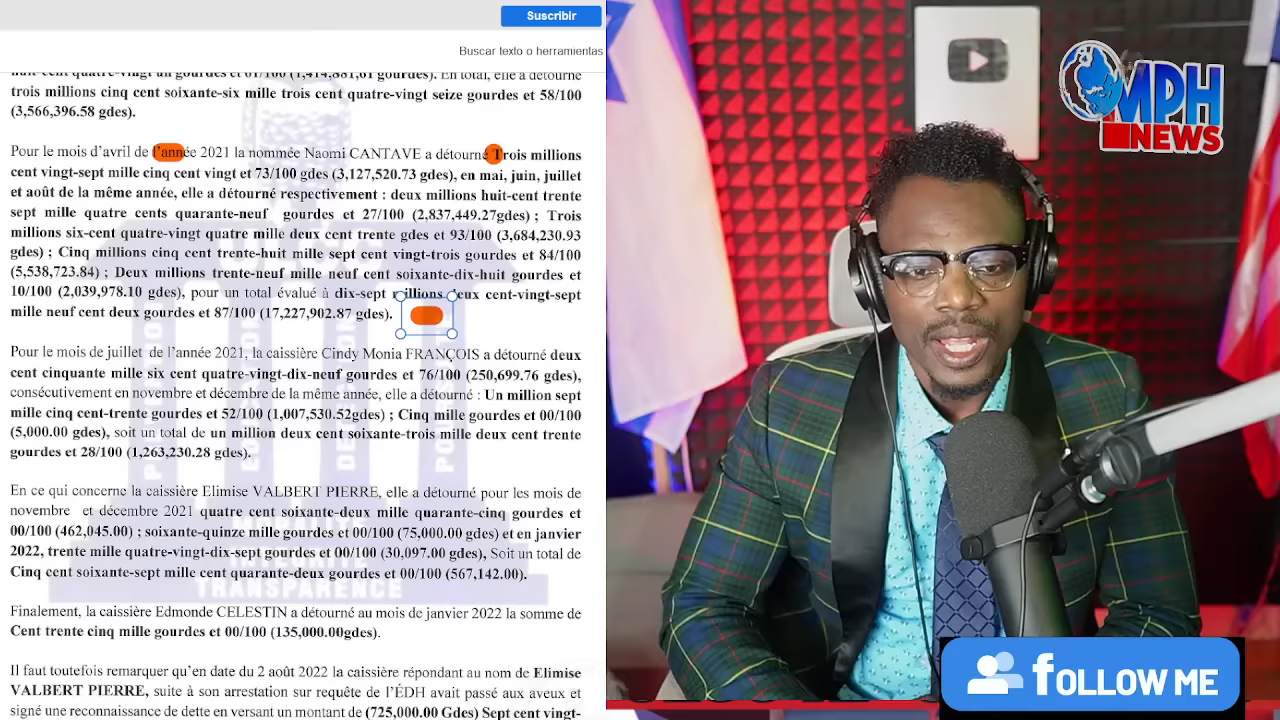 Suscribir
Buscar texto o herramientas
huit-cent quatre-vingt un gourdes et 61/100 (1,414.881,61 gourdes). En total, elle a détourné
trois millions cinq cent soixante-six mille trois cent quatre-vingt seize gourdes et 58/100
(3,566,396.58 gdes).
Pour le mois d’avril de l’année 2021 la nommée Naomi CANTAVE a détourné Trois millions
cent vingt-sept mille cinq cent vingt et 73/100 gdes (3,127,520.73 gdes), en mai, juin, juillet
et août de la même année, elle a détourné respectivement : deux millions huit-cent trente
sept mille quatre cents quarante-neuf gourdes et 27/100 (2,837,449.27gdes) ; Trois
millions six-cent quatre-vingt quatre mille deux cent trente gdes et 93/100 (3,684,230.93
gdes) ; Cinq millions cinq cent trente-huit mille sept cent vingt-trois gourdes et 84/100
(5,538,723.84) ; Deux millions trente-neuf mille neuf cent soixante-dix-huit gourdes et
10/100 (2,039,978.10 gdes), pour un total évalué à dix-sept millions deux cent-vingt-sept
mille neuf cent deux gourdes et 87/100 (17,227,902.87 gdes).
Pour le mois de juillet de l’année 2021, la caissière Cindy Monia FRANÇOIS a détourné deux
cent cinquante mille six cent quatre-vingt-dix-neuf gourdes et 76/100 (250,699.76 gdes),
consécutivement en novembre et décembre de la même année, elle a détourné : Un million sept
mille cinq cent-trente gourdes et 52/100 (1,007,530.52gdes) ; Cinq mille gourdes et 00/100
(5,000.00 gdes), soit un total de un million deux cent soixante-trois mille deux cent trente
gourdes et 28/100 (1,263,230.28 gdes).
En ce qui concerne la caissière Elimise VALBERT PIERRE, elle a détourné pour les mois de
novembre et décembre 2021 quatre cent soixante-deux mille quarante-cinq gourdes et
00/100 (462,045.00) ; soixante-quinze mille gourdes et 00/100 (75,000.00 gdes) et en janvier
2022, trente mille quatre-vingt-dix-sept gourdes et 00/100 (30,097.00 gdes), Soit un total de
Cinq cent soixante-sept mille cent quarante-deux gourdes et 00/100 (567,142.00).
Finalement, la caissière Edmonde CELESTIN a détourné au mois de janvier 2022 la somme de
Cent trente cinq mille gourdes et 00/100 (135,000.00gdes).
Il faut toutefois remarquer qu’en date du 2 août 2022 la caissière répondant au nom de Elimise
VALBERT PIERRE, suite à son arrestation sur requête de l’ÉDH avait passé aux aveux et
signé une reconnaissance de dette en versant un montant de (725,000.00 Gdes) Sept cent vingt-
MPH
NEWS
fOLLOW ME